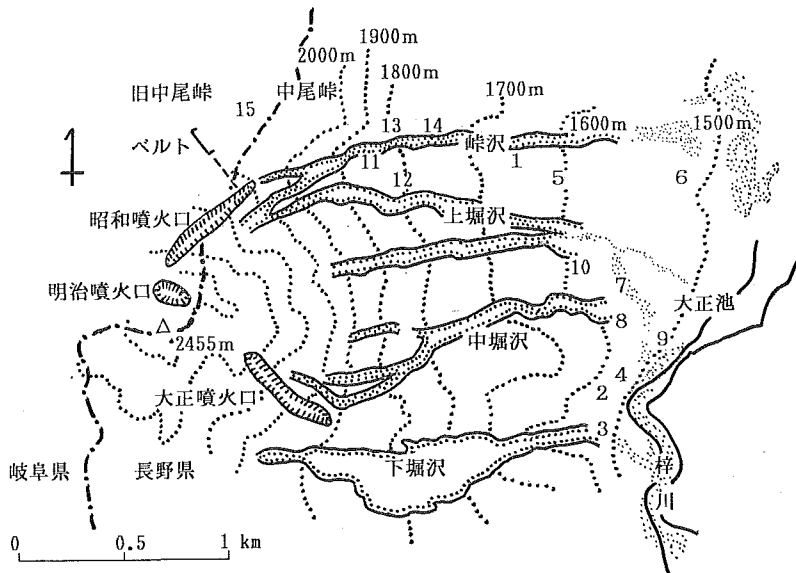 1900m
2000m
中尾峠
1800m
旧中尾峠
15
1700m
13
14
1600m
1500m
ベルト
峠沢
11
1
12
5
6
昭和噴火口
上堀沢
10
7
明治噴火口
大正池
8
2455m
中堀沢
9
大正噴火口
4
2
3
岐阜県
長野県
下堀沢
梓川
0
0.5
1 km